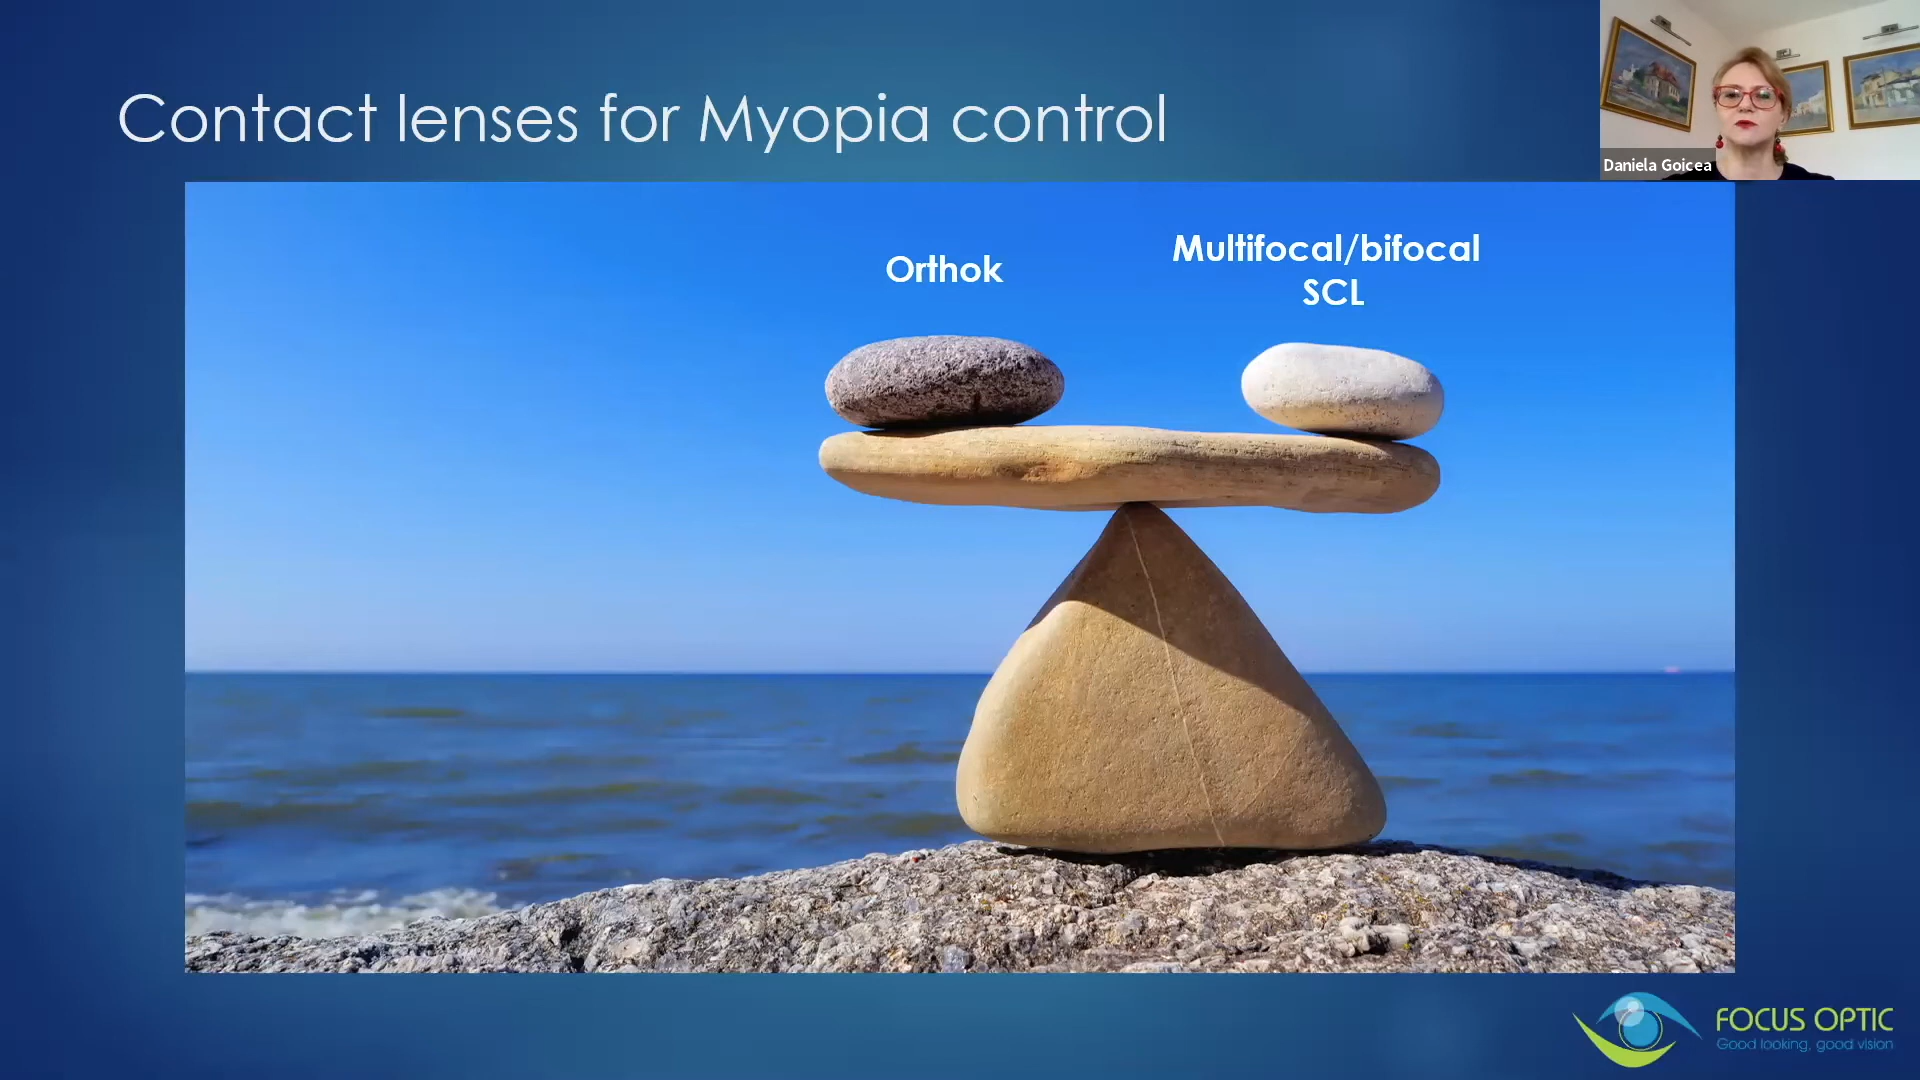 Contact lenses for Myopia control
Daniela Goicea
Orthok
Multifocal/bifocal
SCL
FOCUS OPTIC
Good looking, good vision